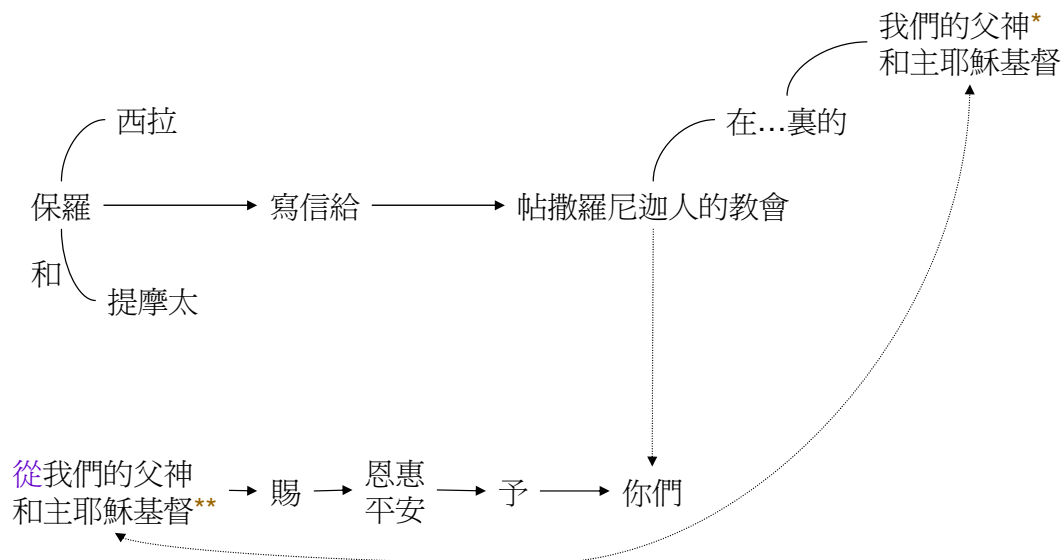 我們的父神*
和主耶穌基督
西拉
在…裏的
保羅
寫信給
帖撒羅尼迦人的教會
和
提摩太
從我們的父神
和主耶穌基督**
賜
恩惠
平安
予
你們